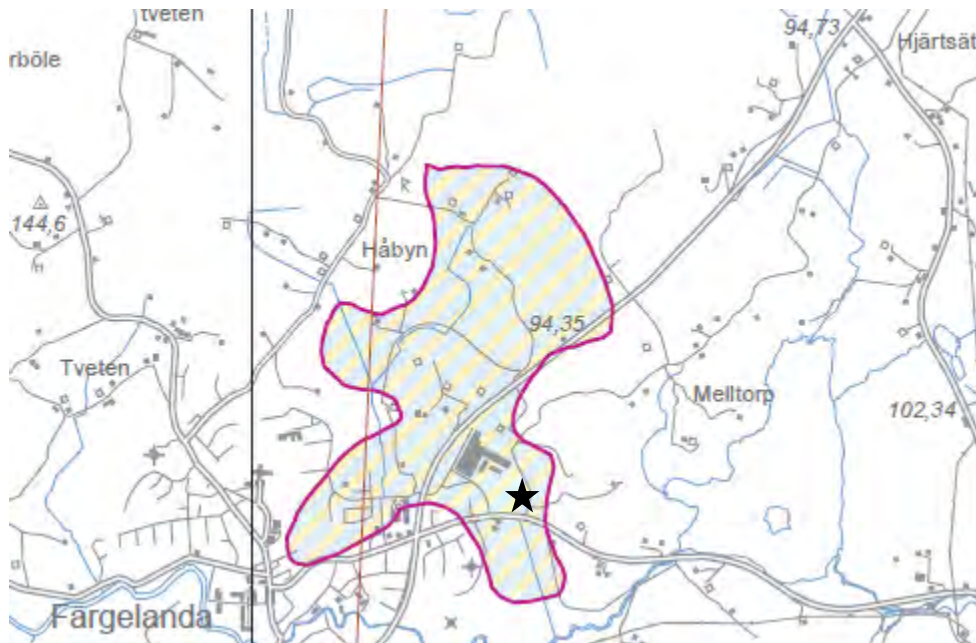 tveten
94,73
Hjärtsät
rböle
144,6
Håbyn
94,35
Tveten
Melltorp
102,34
Färgelanda